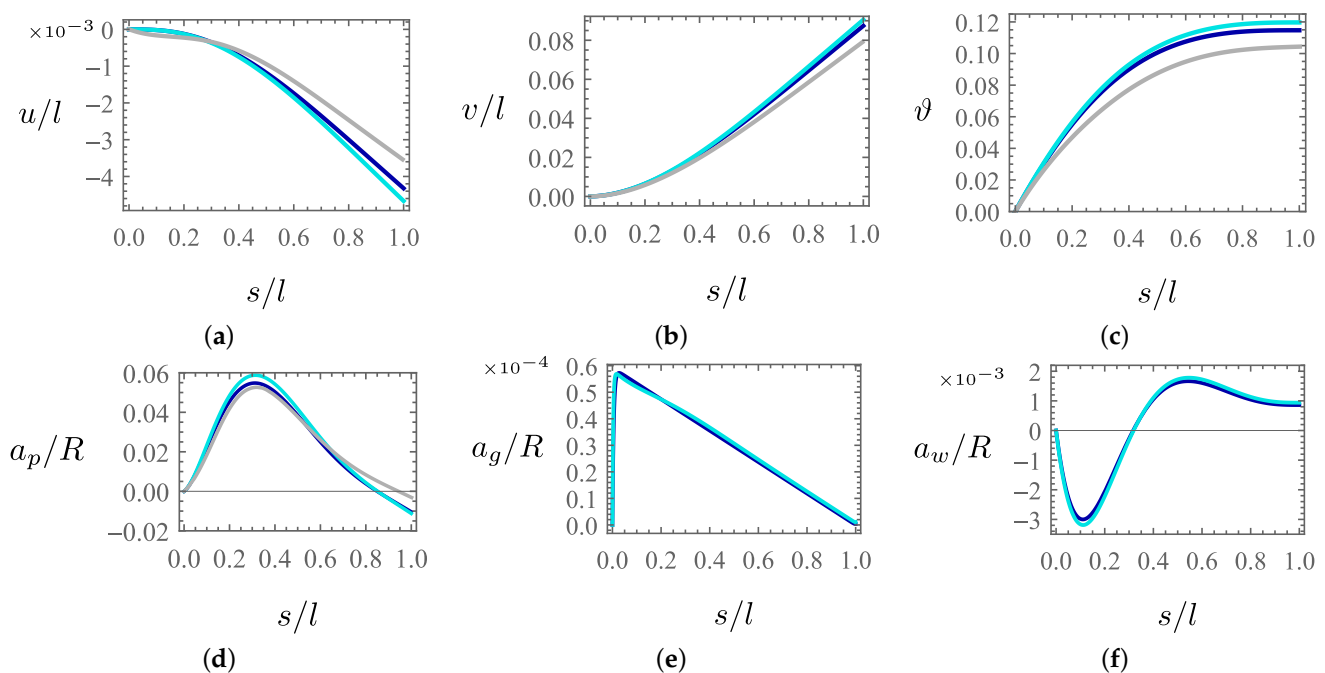 ×10⁻³
0
−1
−2
−3
−4
u/l
0.0 0.2 0.4 0.6 0.8 1.0
s/l
(a)
0.08
0.06
0.04
0.02
0.00
v/l
0.0 0.2 0.4 0.6 0.8 1.0
s/l
(b)
0.12
0.10
0.08
0.06
0.04
0.02
0.00
ϑ
0.0 0.2 0.4 0.6 0.8 1.0
s/l
(c)
0.06
0.04
0.02
0.00
−0.02
a_p/R
0.0 0.2 0.4 0.6 0.8 1.0
s/l
(d)
×10⁻⁴
0.6
0.5
0.4
0.3
0.2
0.1
0.0
a_g/R
0.0 0.2 0.4 0.6 0.8 1.0
s/l
(e)
×10⁻³
2
1
0
−1
−2
−3
a_w/R
0.0 0.2 0.4 0.6 0.8 1.0
s/l
(f)